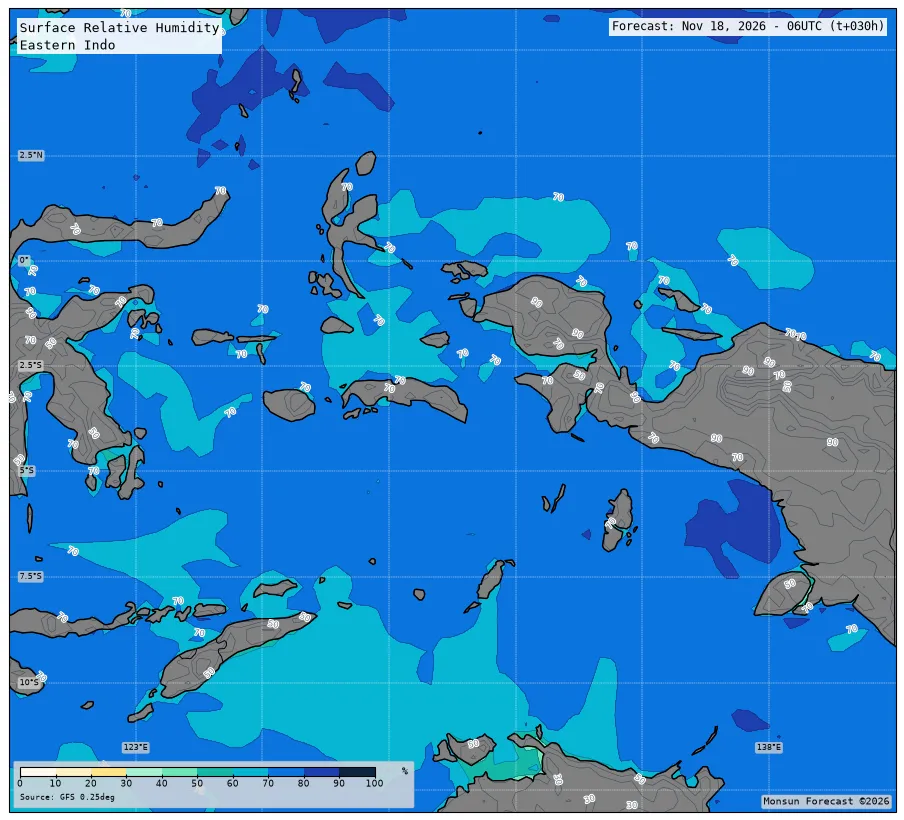 Surface Relative Humidity
Eastern Indo
Forecast: Nov 18, 2026 - 06UTC (t+030h)
2.5°N
0°
2.5°S
5°S
7.5°S
10°S
123°E
138°E
0 10 20 30 40 50 60 70 80 90 100 %
Source: GFS 0.25deg
Monsun Forecast ©2026